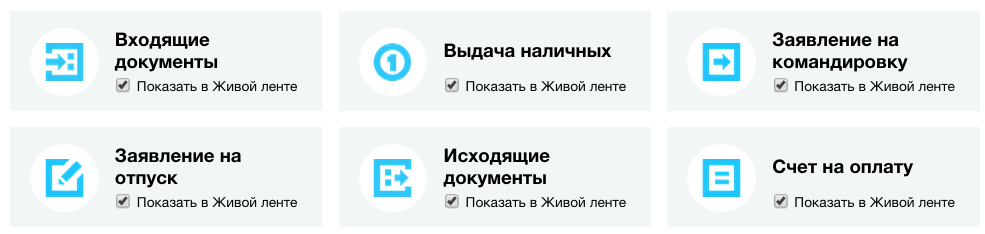 Входящие
документы
Показать в Живой ленте
Выдача наличных
Показать в Живой ленте
Заявление на
командировку
Показать в Живой ленте
Заявление на
отпуск
Показать в Живой ленте
Исходящие
документы
Показать в Живой ленте
Счет на оплату
Показать в Живой ленте